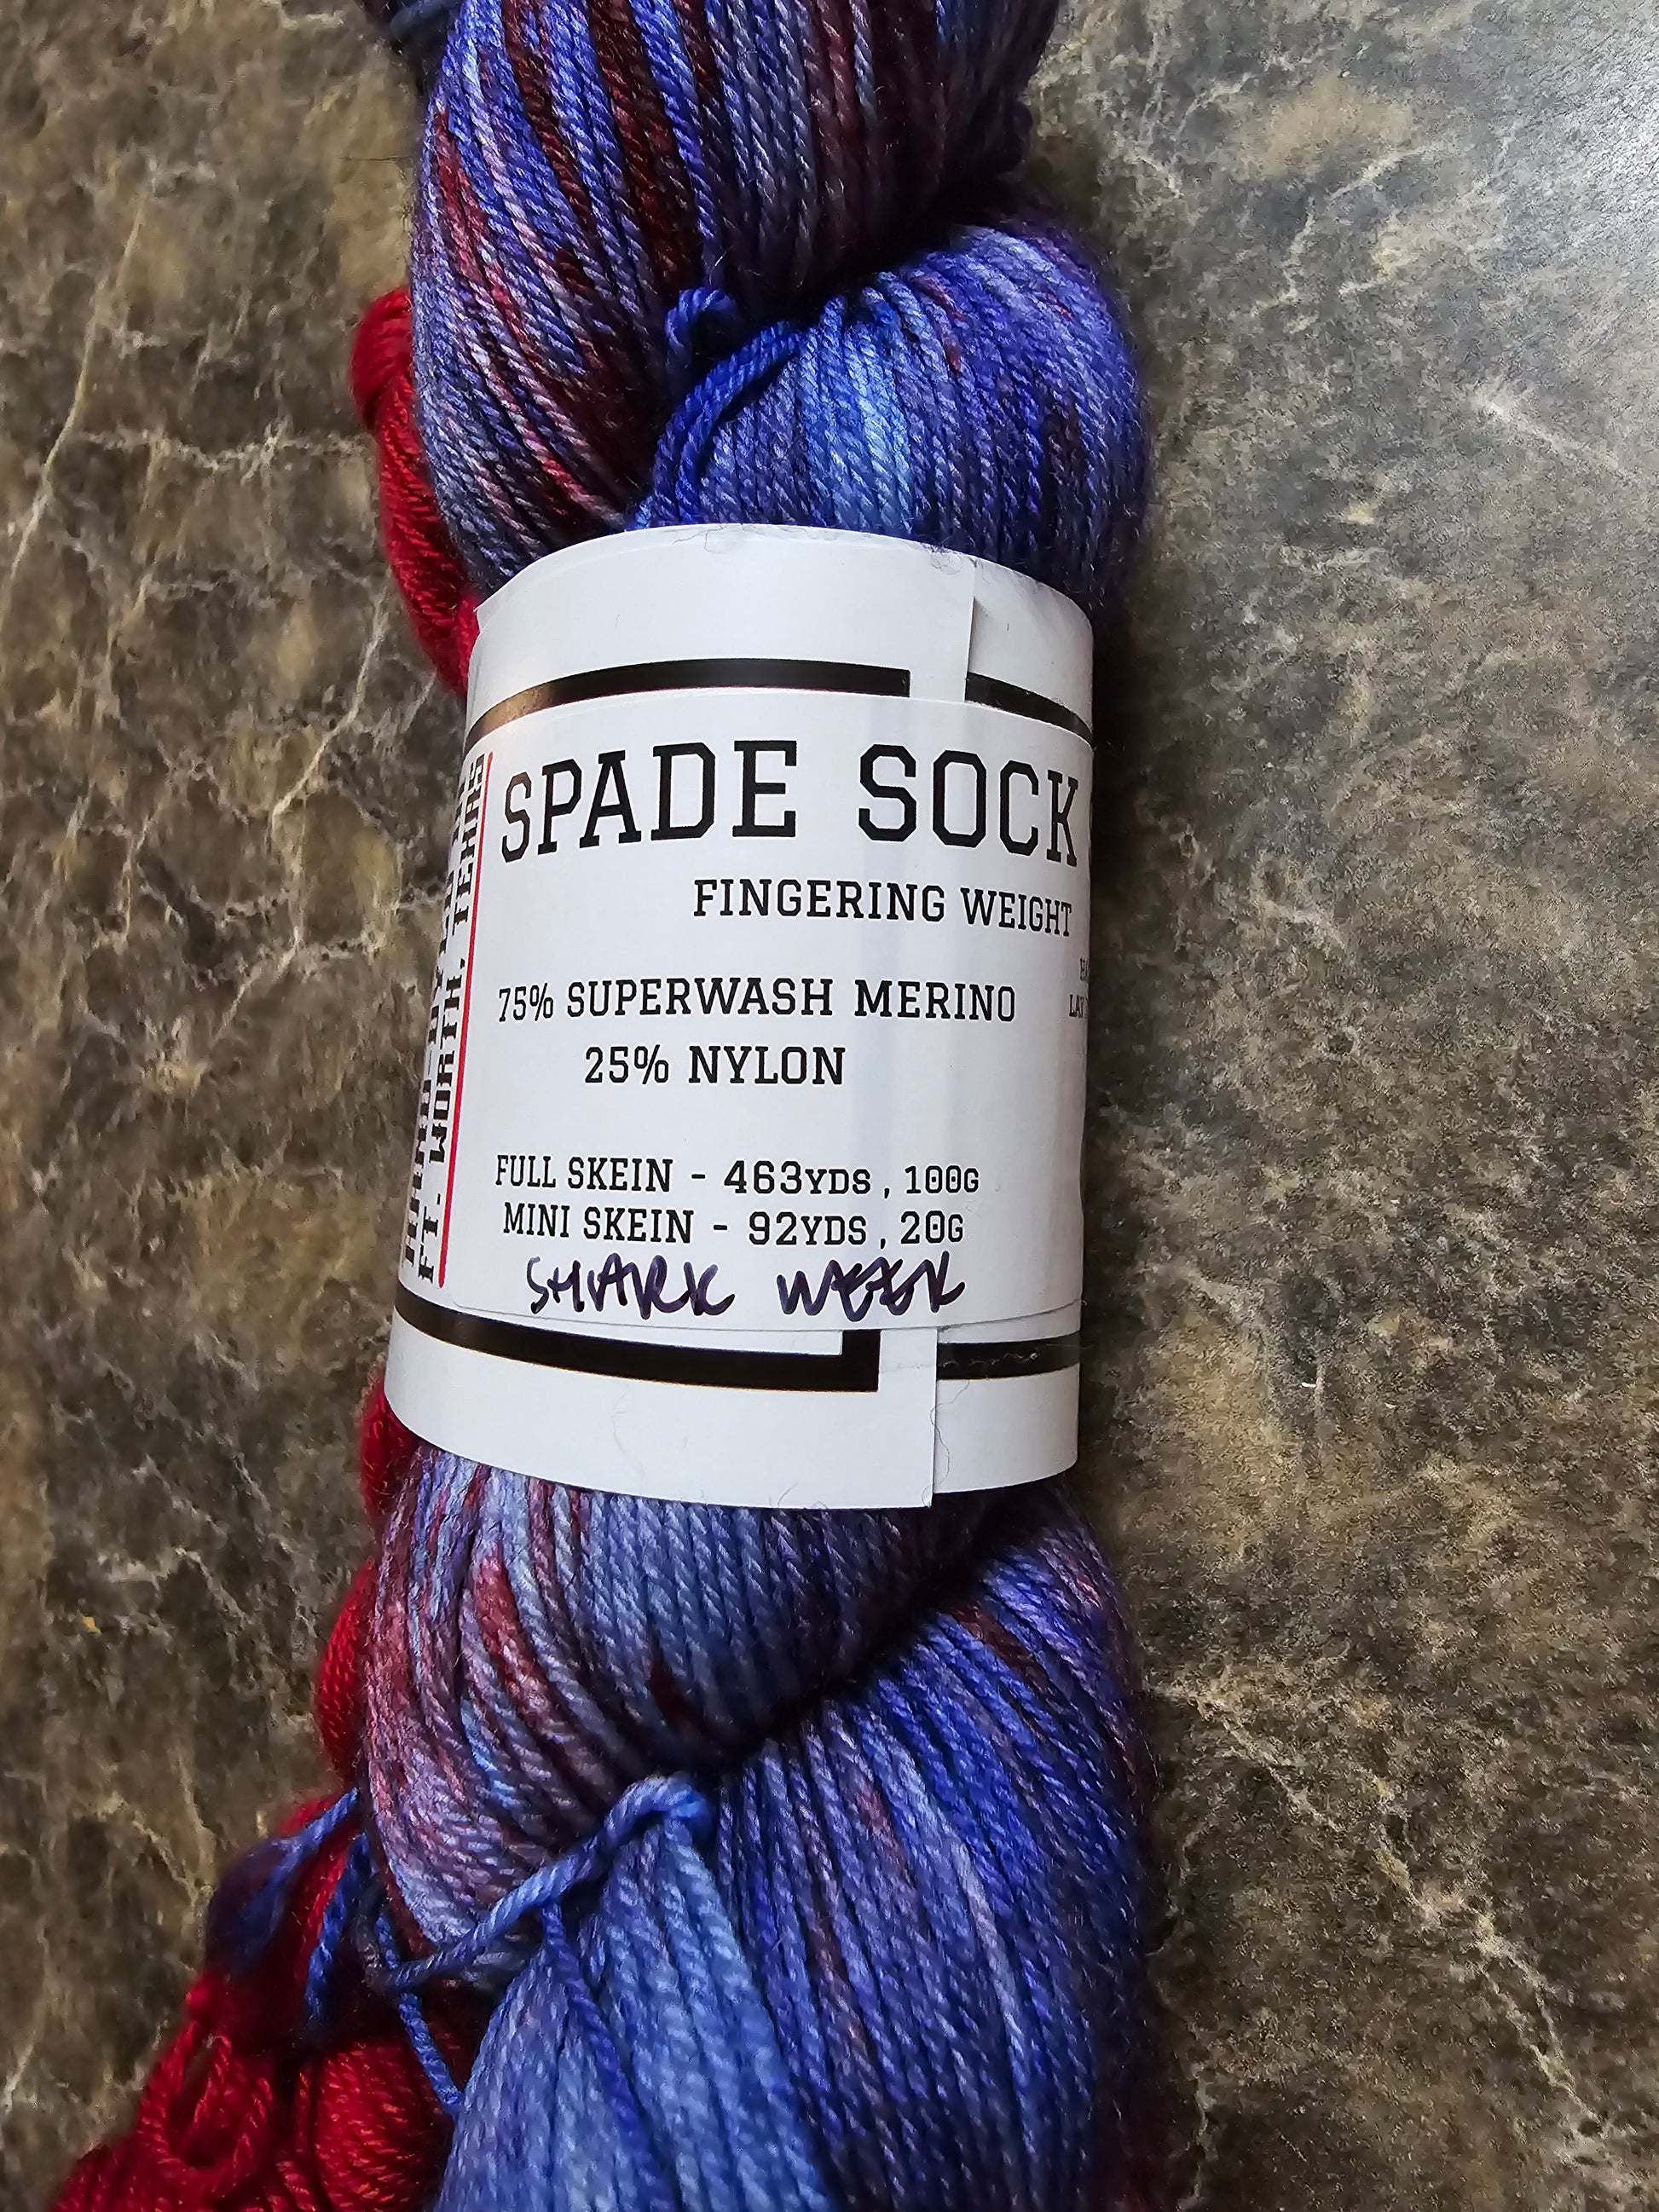 SPADE SOCK
FINGERING WEIGHT
75% SUPERWASH MERINO
25% NYLON
FULL SKEIN - 463YDS, 100G
MINI SKEIN - 92YDS, 20G
SHARK WEEK
FT. WORTH, TEHE